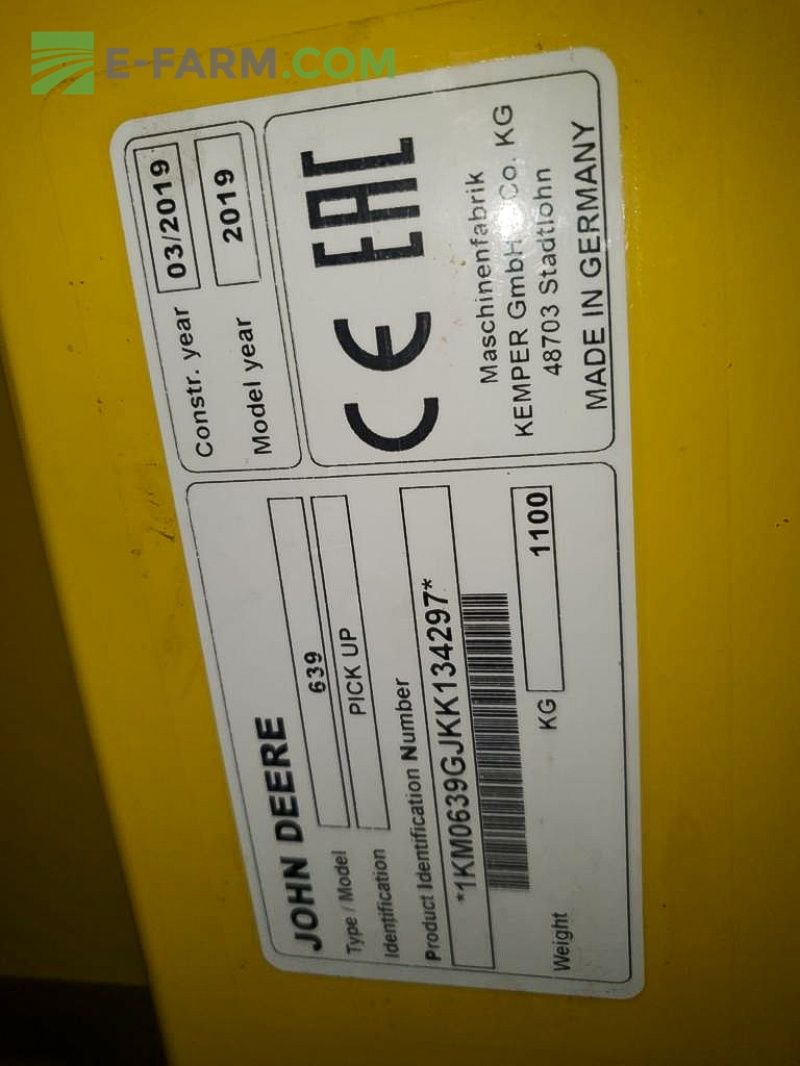 E-FARM.COM
JOHN DEERE
Type / Model 639
Identification PICK UP
Product Identification Number
*1KM0639GJKK134297*
Weight KG 1100
Constr. year 03/2019
Model year 2019
CE EAC
Maschinenfabrik
KEMPER GmbH & Co. KG
48703 Stadtlohn
MADE IN GERMANY